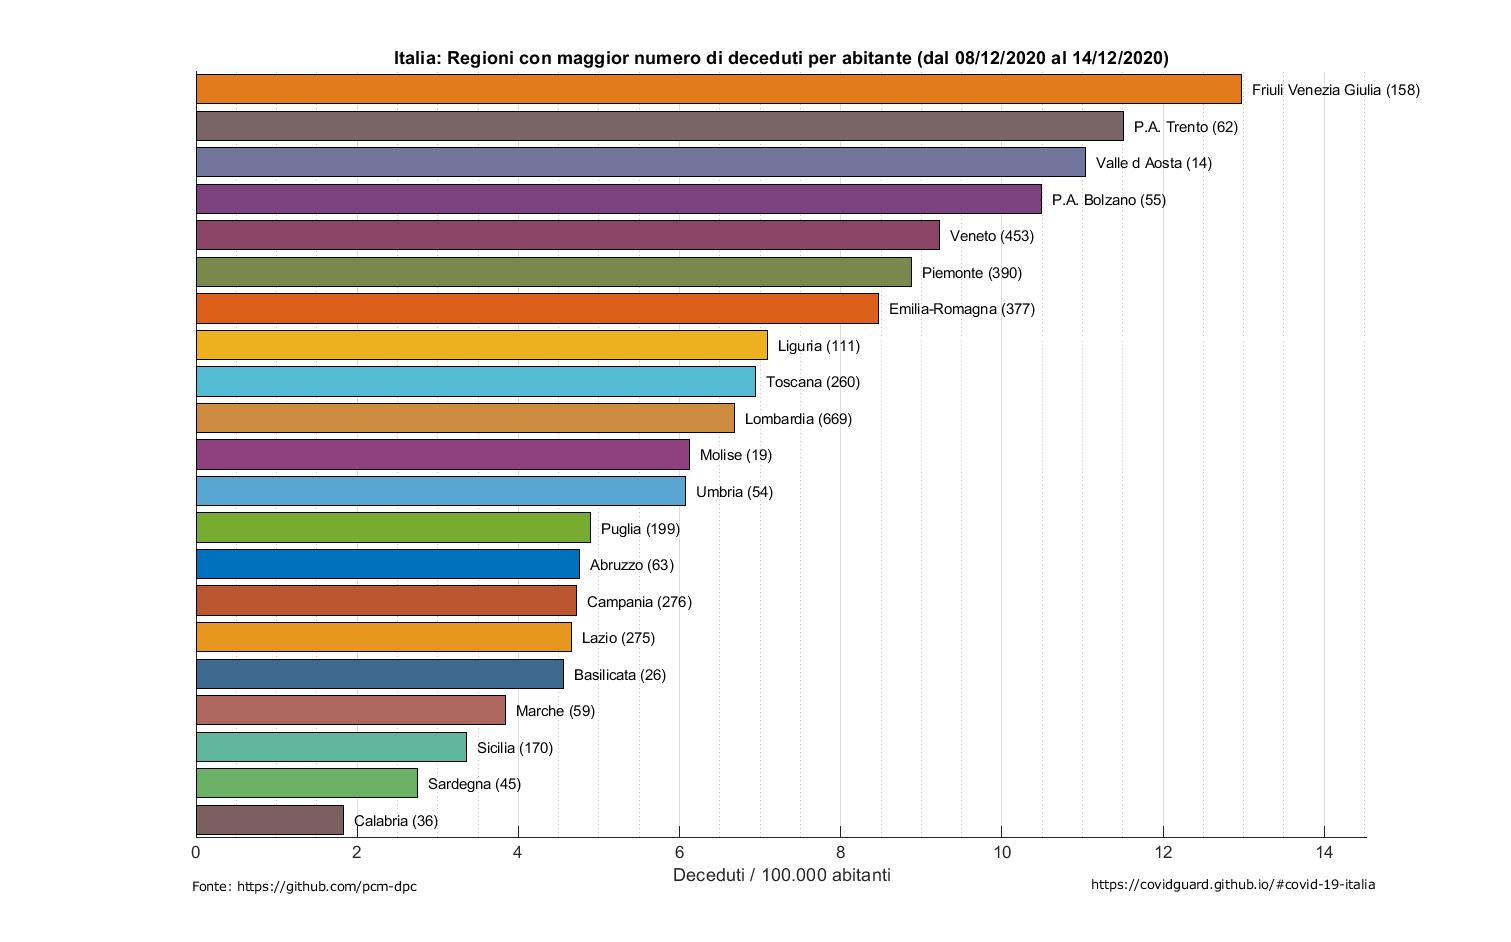 Italia: Regioni con maggior numero di deceduti per abitante (dal 08/12/2020 al 14/12/2020)
Friuli Venezia Giulia (158)
P.A. Trento (62)
Valle d Aosta (14)
P.A. Bolzano (55)
Veneto (453)
Piemonte (390)
Emilia-Romagna (377)
Liguria (111)
Toscana (260)
Lombardia (669)
Molise (19)
Umbria (54)
Puglia (199)
Abruzzo (63)
Campania (276)
Lazio (275)
Basilicata (26)
Marche (59)
Sicilia (170)
Sardegna (45)
Calabria (36)
0 2 4 6 8 10 12 14
Deceduti / 100.000 abitanti
Fonte: https://github.com/pcm-dpc
https://covidguard.github.io/#covid-19-italia